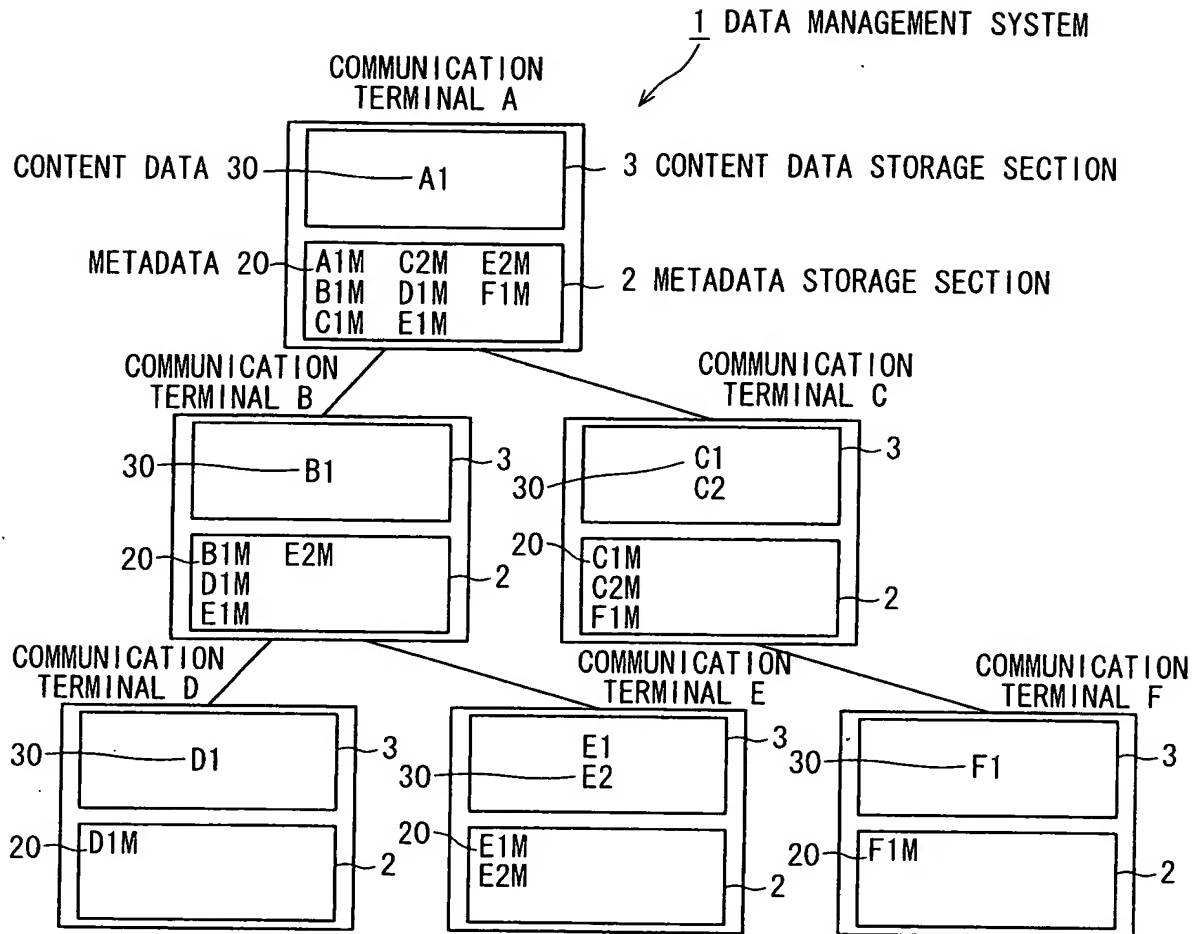 1 DATA MANAGEMENT SYSTEM
COMMUNICATION
TERMINAL A
CONTENT DATA 30
A1
3 CONTENT DATA STORAGE SECTION
METADATA 20
A1M C2M E2M
B1M D1M F1M
C1M E1M
2 METADATA STORAGE SECTION
COMMUNICATION
TERMINAL B
30
B1
3
20
B1M E2M
D1M
E1M
2
COMMUNICATION
TERMINAL C
30
C1
C2
3
20
C1M
C2M
F1M
2
COMMUNICATION
TERMINAL D
30
D1
3
20
D1M
2
COMMUNICATION
TERMINAL E
30
E1
E2
3
20
E1M
E2M
2
COMMUNICATION
TERMINAL F
30
F1
3
20
F1M
2